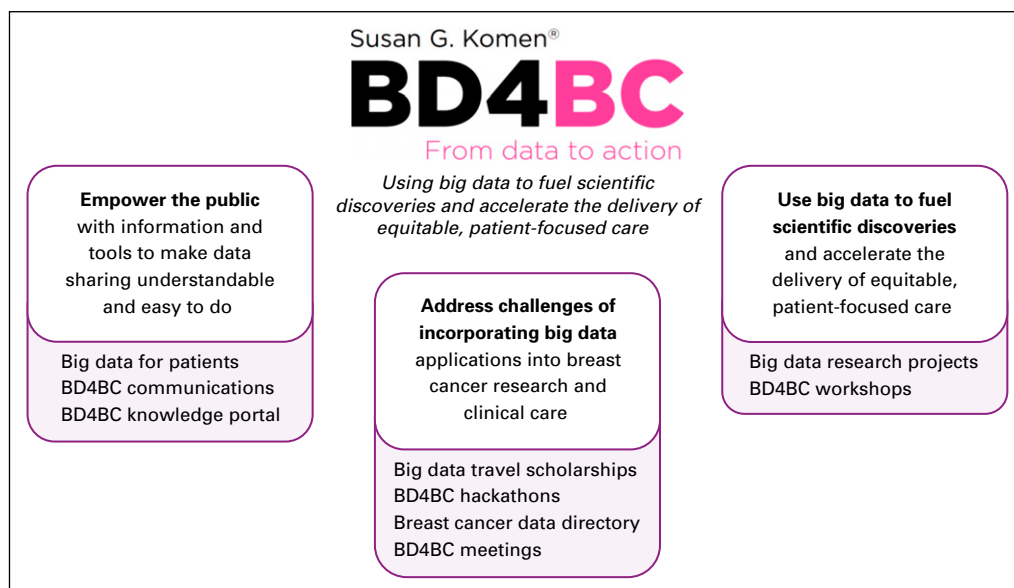 Susan G. Komen®
BD4BC
From data to action
Using big data to fuel scientific
discoveries and accelerate the delivery of
equitable, patient-focused care
Empower the public
with information and
tools to make data
sharing understandable
and easy to do
Big data for patients
BD4BC communications
BD4BC knowledge portal
Address challenges of
incorporating big data
applications into breast
cancer research and
clinical care
Big data travel scholarships
BD4BC hackathons
Breast cancer data directory
BD4BC meetings
Use big data to fuel
scientific discoveries
and accelerate the
delivery of equitable,
patient-focused care
Big data research projects
BD4BC workshops